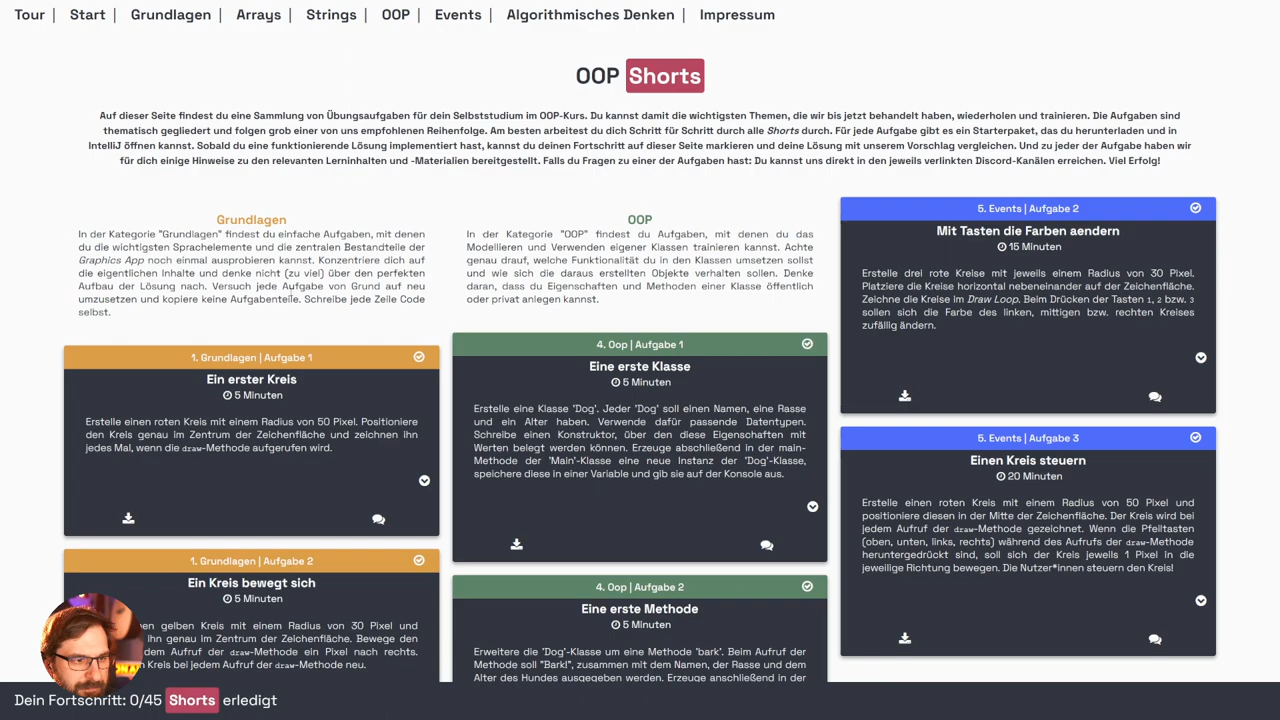 Tour | Start | Grundlagen | Arrays | Strings | OOP | Events | Algorithmisches Denken | Impressum
OOP Shorts
Auf dieser Seite findest du eine Sammlung von Übungsaufgaben für dein Selbststudium im OOP-Kurs. Du kannst damit die wichtigsten Themen, die wir bis jetzt behandelt haben, wiederholen und trainieren. Die Aufgaben sind
thematisch gegliedert und folgen grob einer von uns empfohlenen Reihenfolge. Am besten arbeitest du dich Schritt für Schritt durch alle Shorts durch. Für jede Aufgabe gibt es ein Starterpaket, das du herunterladen und in
IntelliJ öffnen kannst. Sobald du eine funktionierende Lösung implementiert hast, kannst du deinen Fortschritt auf dieser Seite markieren und deine Lösung mit unserem Vorschlag vergleichen. Und zu jeder der Aufgabe haben wir
für dich einige Hinweise zu den relevanten Lerninhalten und -Materialien bereitgestellt. Falls du Fragen zu einer der Aufgaben hast: Du kannst uns direkt in den jeweils verlinkten Discord-Kanälen erreichen. Viel Erfolg!
Grundlagen
In der Kategorie "Grundlagen" findest du einfache Aufgaben, mit denen
du die wichtigsten Sprachelemente und die zentralen Bestandteile der
Graphics App noch einmal ausprobieren kannst. Konzentriere dich auf
die eigentlichen Inhalte und denke nicht (zu viel) über den perfekten
Aufbau der Lösung nach. Versuch jede Aufgabe von Grund auf neu
umzusetzen und kopiere keine Aufgabenteile. Schreibe jede Zeile Code
selbst.
1. Grundlagen | Aufgabe 1
Ein erster Kreis
5 Minuten
Erstelle einen roten Kreis mit einem Radius von 50 Pixel. Positioniere
den Kreis genau im Zentrum der Zeichenfläche und zeichnen ihn
jedes Mal, wenn die draw-Methode aufgerufen wird.
1. Grundlagen | Aufgabe 2
Ein Kreis bewegt sich
5 Minuten
en gelben Kreis mit einem Radius von 30 Pixel und
ihn genau im Zentrum der Zeichenfläche. Bewege den
dem Aufruf der draw-Methode ein Pixel nach rechts.
Kreis bei jedem Aufruf der draw-Methode neu.
OOP
In der Kategorie "OOP" findest du Aufgaben, mit denen du das
Modellieren und Verwenden eigener Klassen trainieren kannst. Achte
genau drauf, welche Funktionalität du in den Klassen umsetzen sollst
und wie sich die daraus erstellten Objekte verhalten sollen. Denke
daran, dass du Eigenschaften und Methoden einer Klasse öffentlich
oder privat anlegen kannst.
4. Oop | Aufgabe 1
Eine erste Klasse
5 Minuten
Erstelle eine Klasse 'Dog'. Jeder 'Dog' soll einen Namen, eine Rasse
und ein Alter haben. Verwende dafür passende Datentypen.
Schreibe einen Konstruktor, über den diese Eigenschaften mit
Werten belegt werden können. Erzeuge abschließend in der main-
Methode der 'Main'-Klasse eine neue Instanz der 'Dog'-Klasse,
speichere diese in einer Variable und gib sie auf der Konsole aus.
4. Oop | Aufgabe 2
Eine erste Methode
5 Minuten
Erweitere die 'Dog'-Klasse um eine Methode 'bark'. Beim Aufruf der
Methode soll "Bark!", zusammen mit dem Namen, der Rasse und dem
Alter des Hundes ausgegeben werden. Erzeuge anschließend in der
5. Events | Aufgabe 2
Mit Tasten die Farben aendern
15 Minuten
Erstelle drei rote Kreise mit jeweils einem Radius von 30 Pixel.
Platziere die Kreise horizontal nebeneinander auf der Zeichenfläche.
Zeichne die Kreise im Draw Loop. Beim Drücken der Tasten 1, 2 bzw. 3
sollen sich die Farbe des linken, mittigen bzw. rechten Kreises
zufällig ändern.
5. Events | Aufgabe 3
Einen Kreis steuern
20 Minuten
Erstelle einen roten Kreis mit einem Radius von 50 Pixel und
positioniere diesen in der Mitte der Zeichenfläche. Der Kreis wird bei
jedem Aufruf der draw-Methode gezeichnet. Wenn die Pfeiltasten
(oben, unten, links, rechts) während des Aufrufs der draw-Methode
heruntergedrückt sind, soll sich der Kreis jeweils 1 Pixel in die
jeweilige Richtung bewegen. Die Nutzer*innen steuern den Kreis!
Dein Fortschritt: 0/45 Shorts erledigt